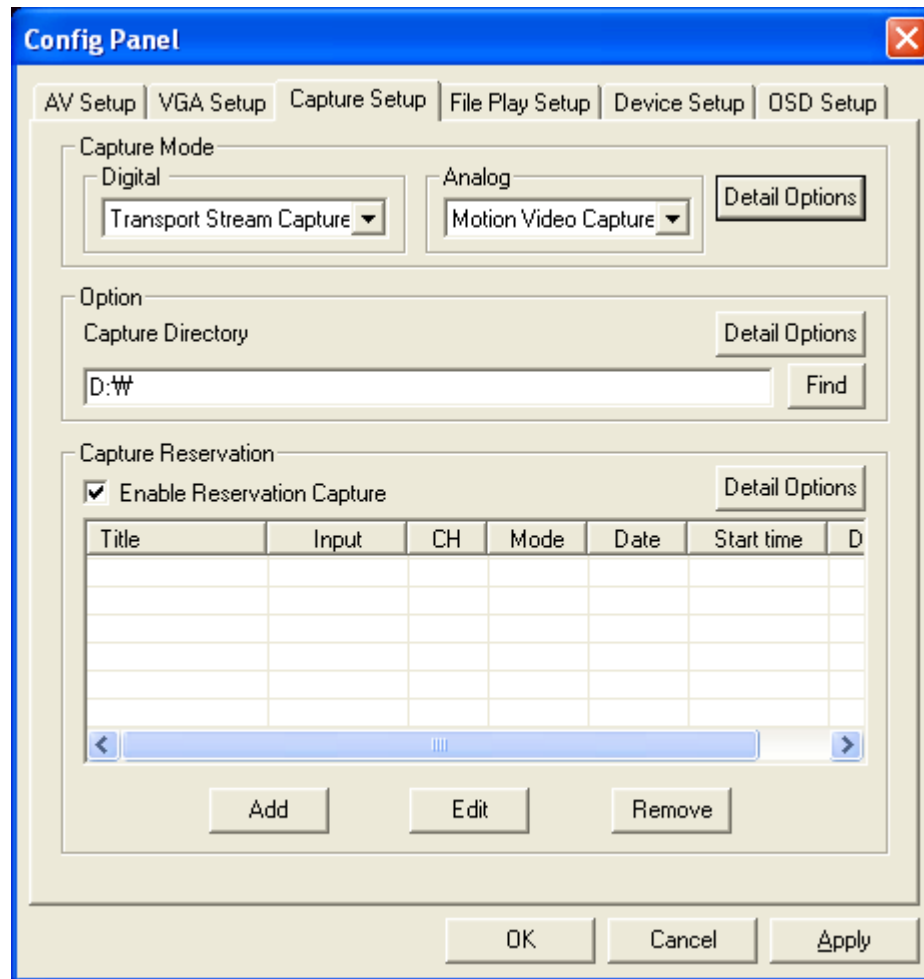 Config Panel
AV Setup VGA Setup Capture Setup File Play Setup Device Setup OSD Setup
Capture Mode
Digital Analog
Transport Stream Capture Motion Video Capture Detail Options
Option
Capture Directory Detail Options
D:₩ Find
Capture Reservation
Enable Reservation Capture Detail Options
Title Input CH Mode Date Start time D
Add Edit Remove
OK Cancel Apply